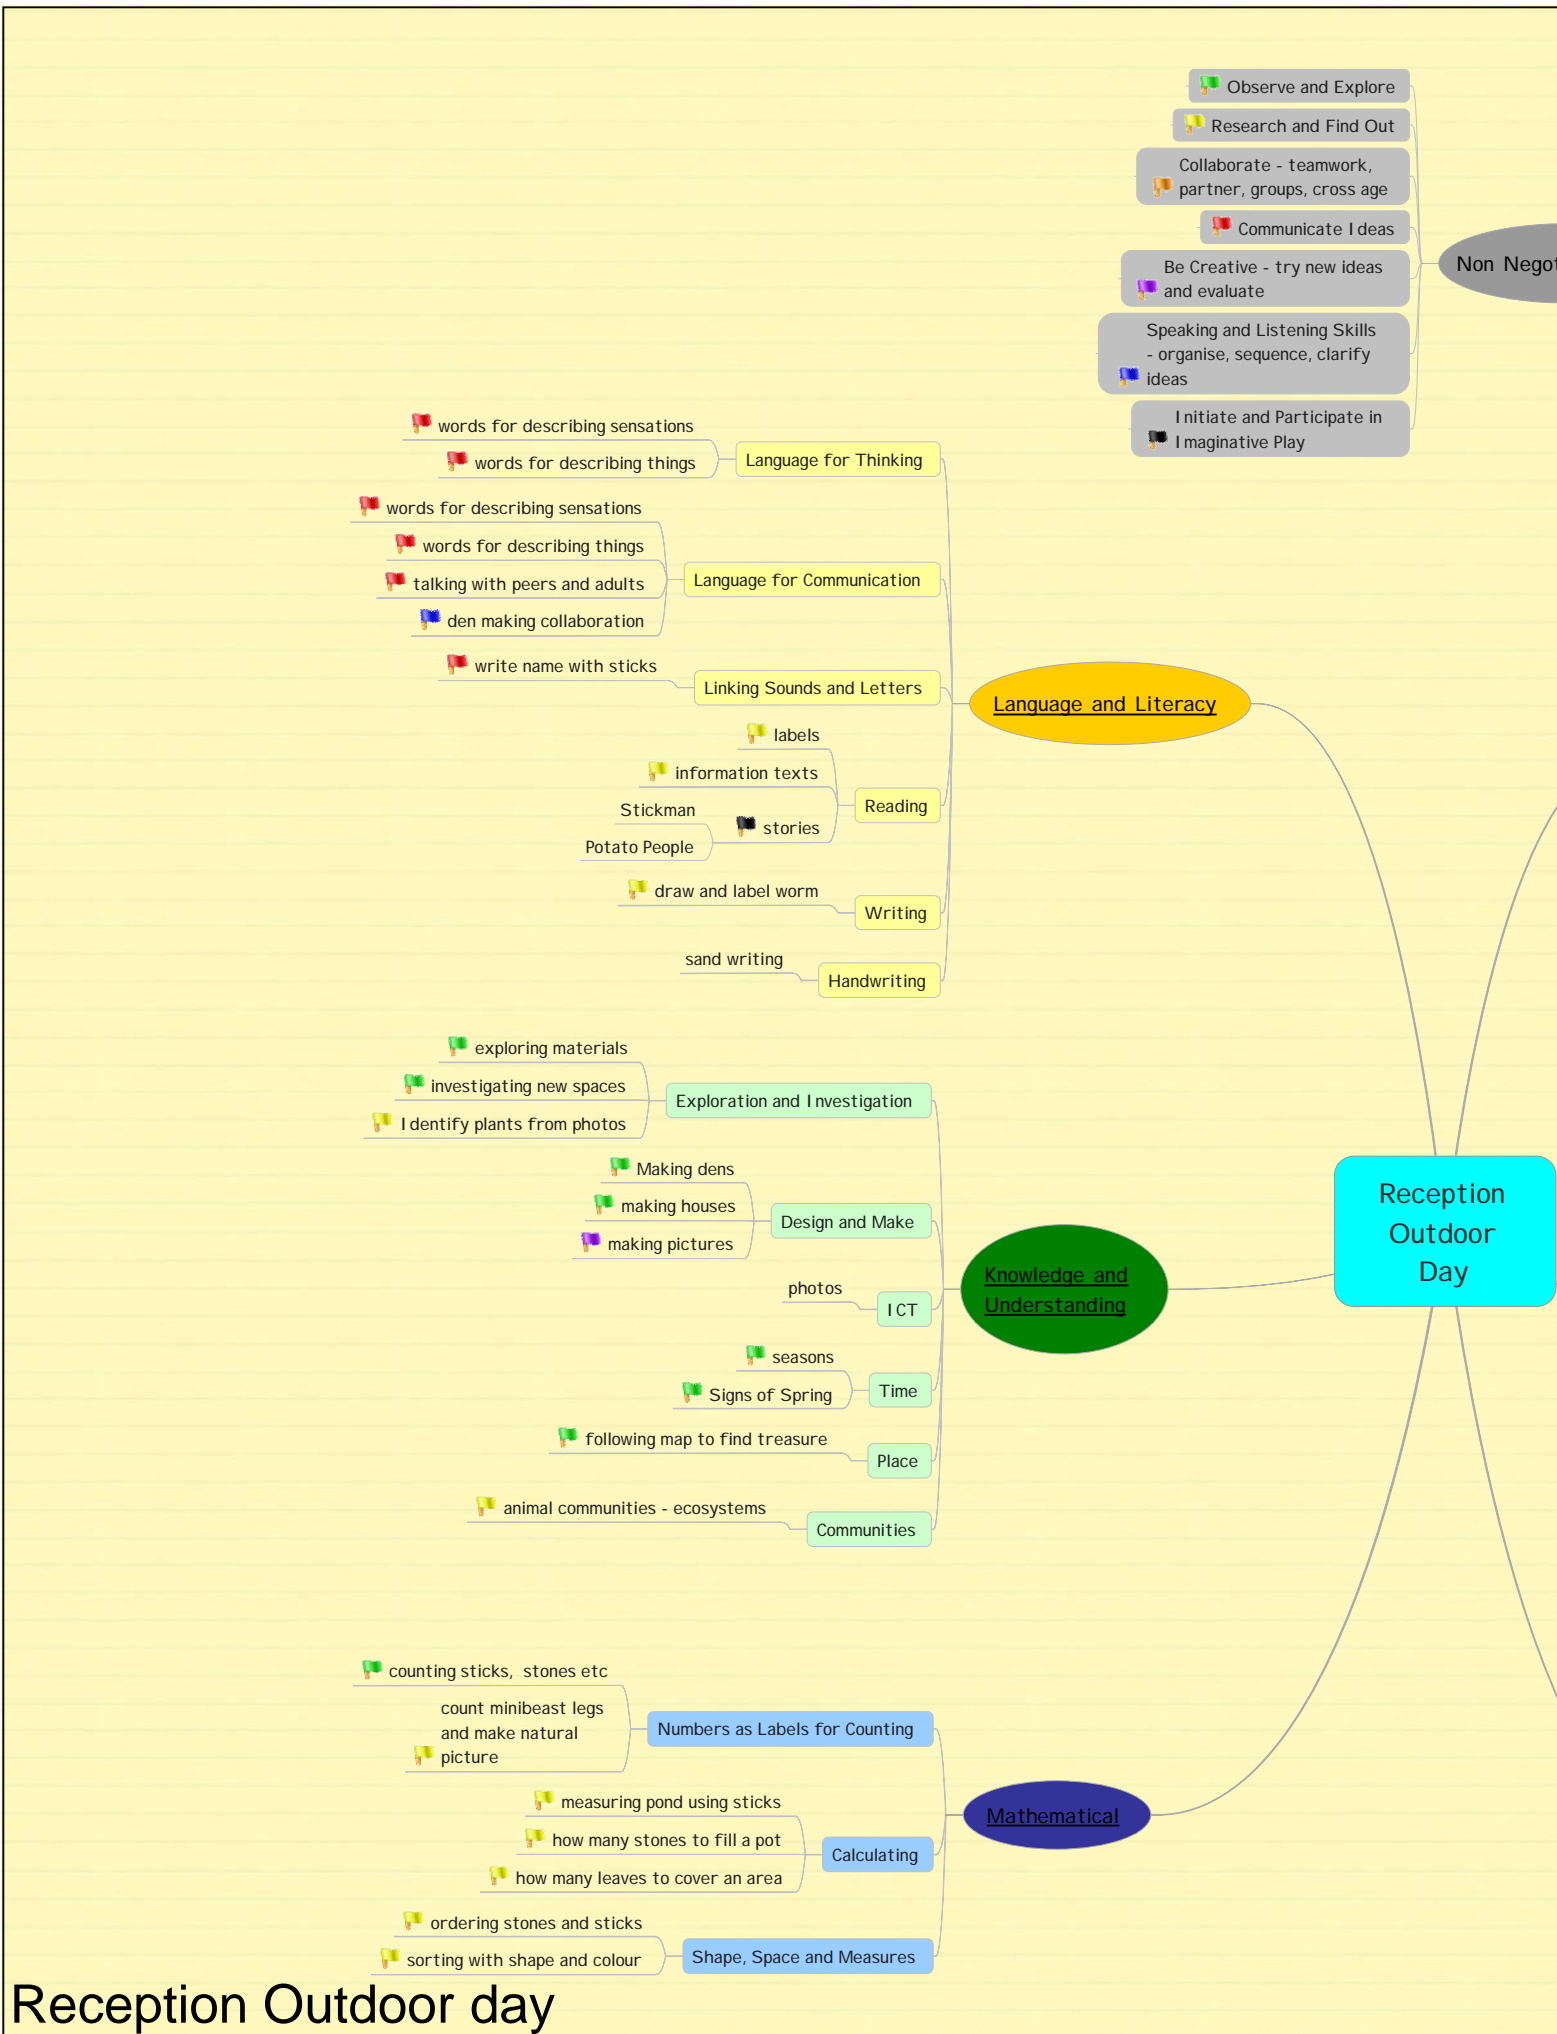 Observe and Explore
Research and Find Out
Collaborate - teamwork,
partner, groups, cross age
Communicate Ideas
Be Creative - try new ideas
and evaluate
Speaking and Listening Skills
- organise, sequence, clarify
ideas
Initiate and Participate in
Imaginative Play
Non Negot
words for describing sensations
words for describing things
Language for Thinking
words for describing sensations
words for describing things
talking with peers and adults
den making collaboration
Language for Communication
write name with sticks
Linking Sounds and Letters
labels
information texts
Stickman
Potato People
stories
Reading
draw and label worm
Writing
sand writing
Handwriting
Language and Literacy
exploring materials
investigating new spaces
Identify plants from photos
Exploration and Investigation
Making dens
making houses
making pictures
Design and Make
photos
ICT
seasons
Signs of Spring
Time
following map to find treasure
Place
animal communities - ecosystems
Communities
Knowledge and
Understanding
Reception
Outdoor
Day
counting sticks, stones etc
count minibeast legs
and make natural
picture
Numbers as Labels for Counting
measuring pond using sticks
how many stones to fill a pot
how many leaves to cover an area
Calculating
ordering stones and sticks
sorting with shape and colour
Shape, Space and Measures
Mathematical
Reception Outdoor day